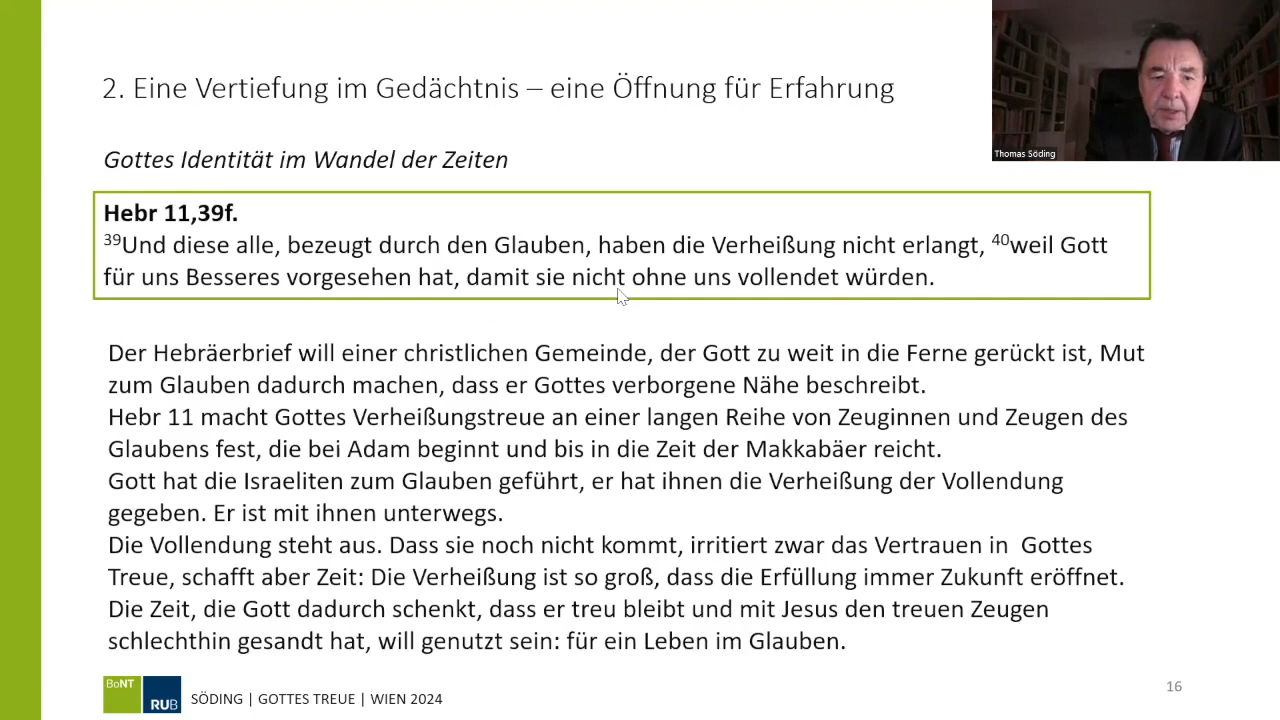 2. Eine Vertiefung im Gedächtnis – eine Öffnung für Erfahrung
Thomas Söding
Gottes Identität im Wandel der Zeiten
Hebr 11,39f.
³⁹Und diese alle, bezeugt durch den Glauben, haben die Verheißung nicht erlangt, ⁴⁰weil Gott
für uns Besseres vorgesehen hat, damit sie nicht ohne uns vollendet würden.
Der Hebräerbrief will einer christlichen Gemeinde, der Gott zu weit in die Ferne gerückt ist, Mut
zum Glauben dadurch machen, dass er Gottes verborgene Nähe beschreibt.
Hebr 11 macht Gottes Verheißungstreue an einer langen Reihe von Zeuginnen und Zeugen des
Glaubens fest, die bei Adam beginnt und bis in die Zeit der Makkabäer reicht.
Gott hat die Israeliten zum Glauben geführt, er hat ihnen die Verheißung der Vollendung
gegeben. Er ist mit ihnen unterwegs.
Die Vollendung steht aus. Dass sie noch nicht kommt, irritiert zwar das Vertrauen in Gottes
Treue, schafft aber Zeit: Die Verheißung ist so groß, dass die Erfüllung immer Zukunft eröffnet.
Die Zeit, die Gott dadurch schenkt, dass er treu bleibt und mit Jesus den treuen Zeugen
schlechthin gesandt hat, will genutzt sein: für ein Leben im Glauben.
BoNT
RUB
SÖDING | GOTTES TREUE | WIEN 2024
16